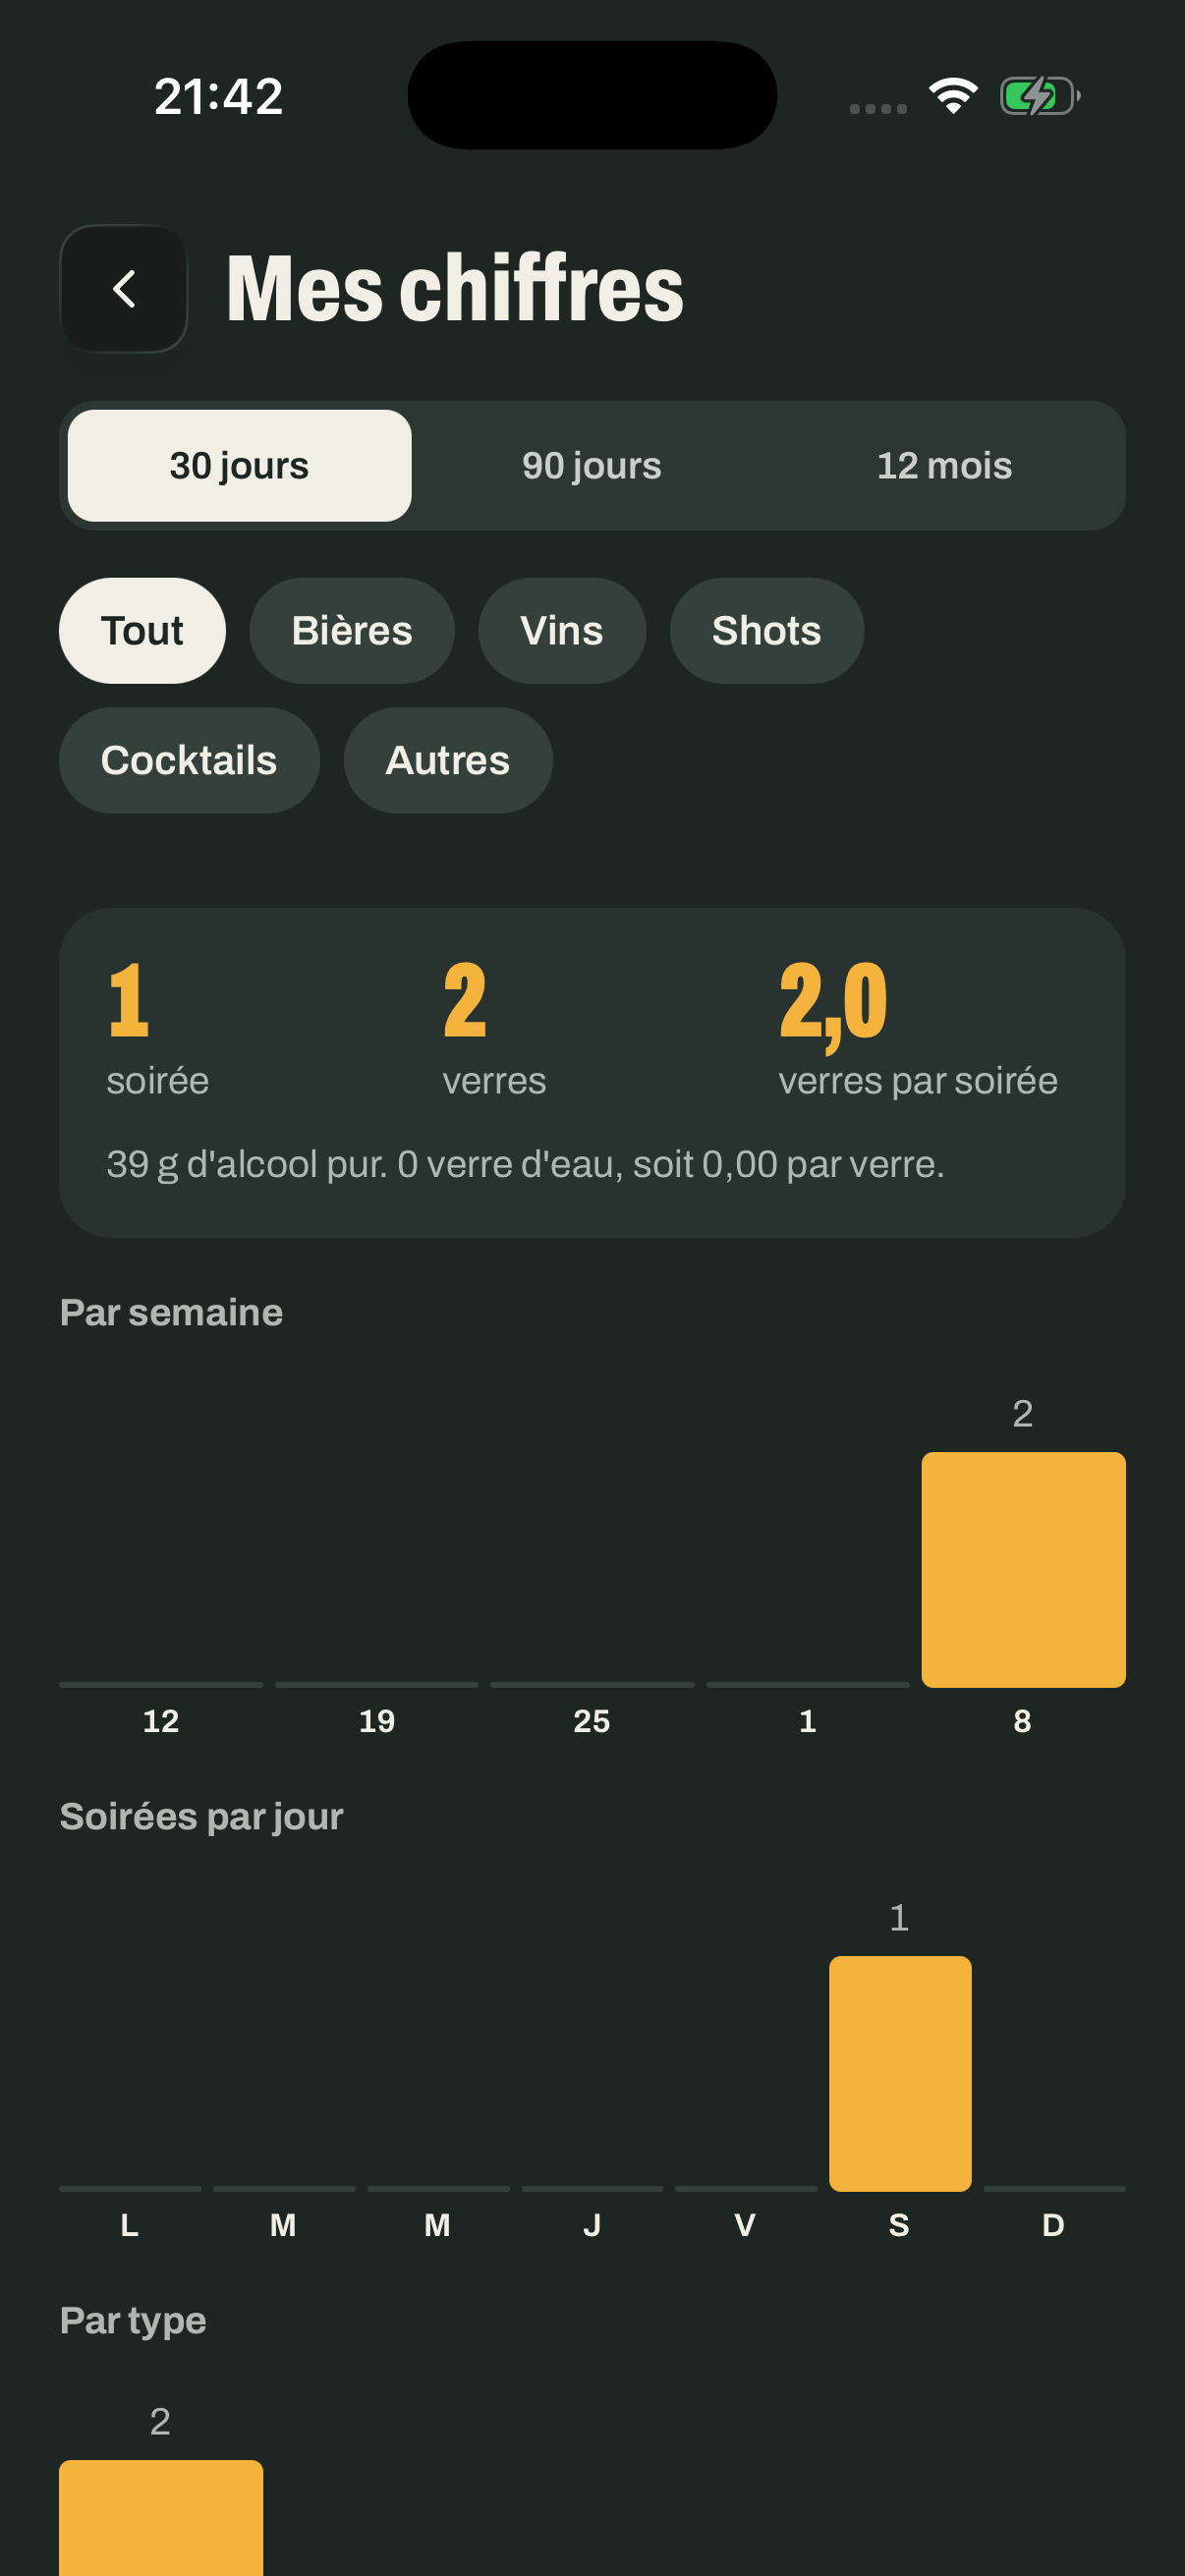 21:42
Mes chiffres
30 jours 90 jours 12 mois
Tout Bières Vins Shots
Cocktails Autres
1 2 2,0
soirée verres verres par soirée
39 g d'alcool pur. 0 verre d'eau, soit 0,00 par verre.
Par semaine
2
12 19 25 1 8
Soirées par jour
1
L M M J V S D
Par type
2